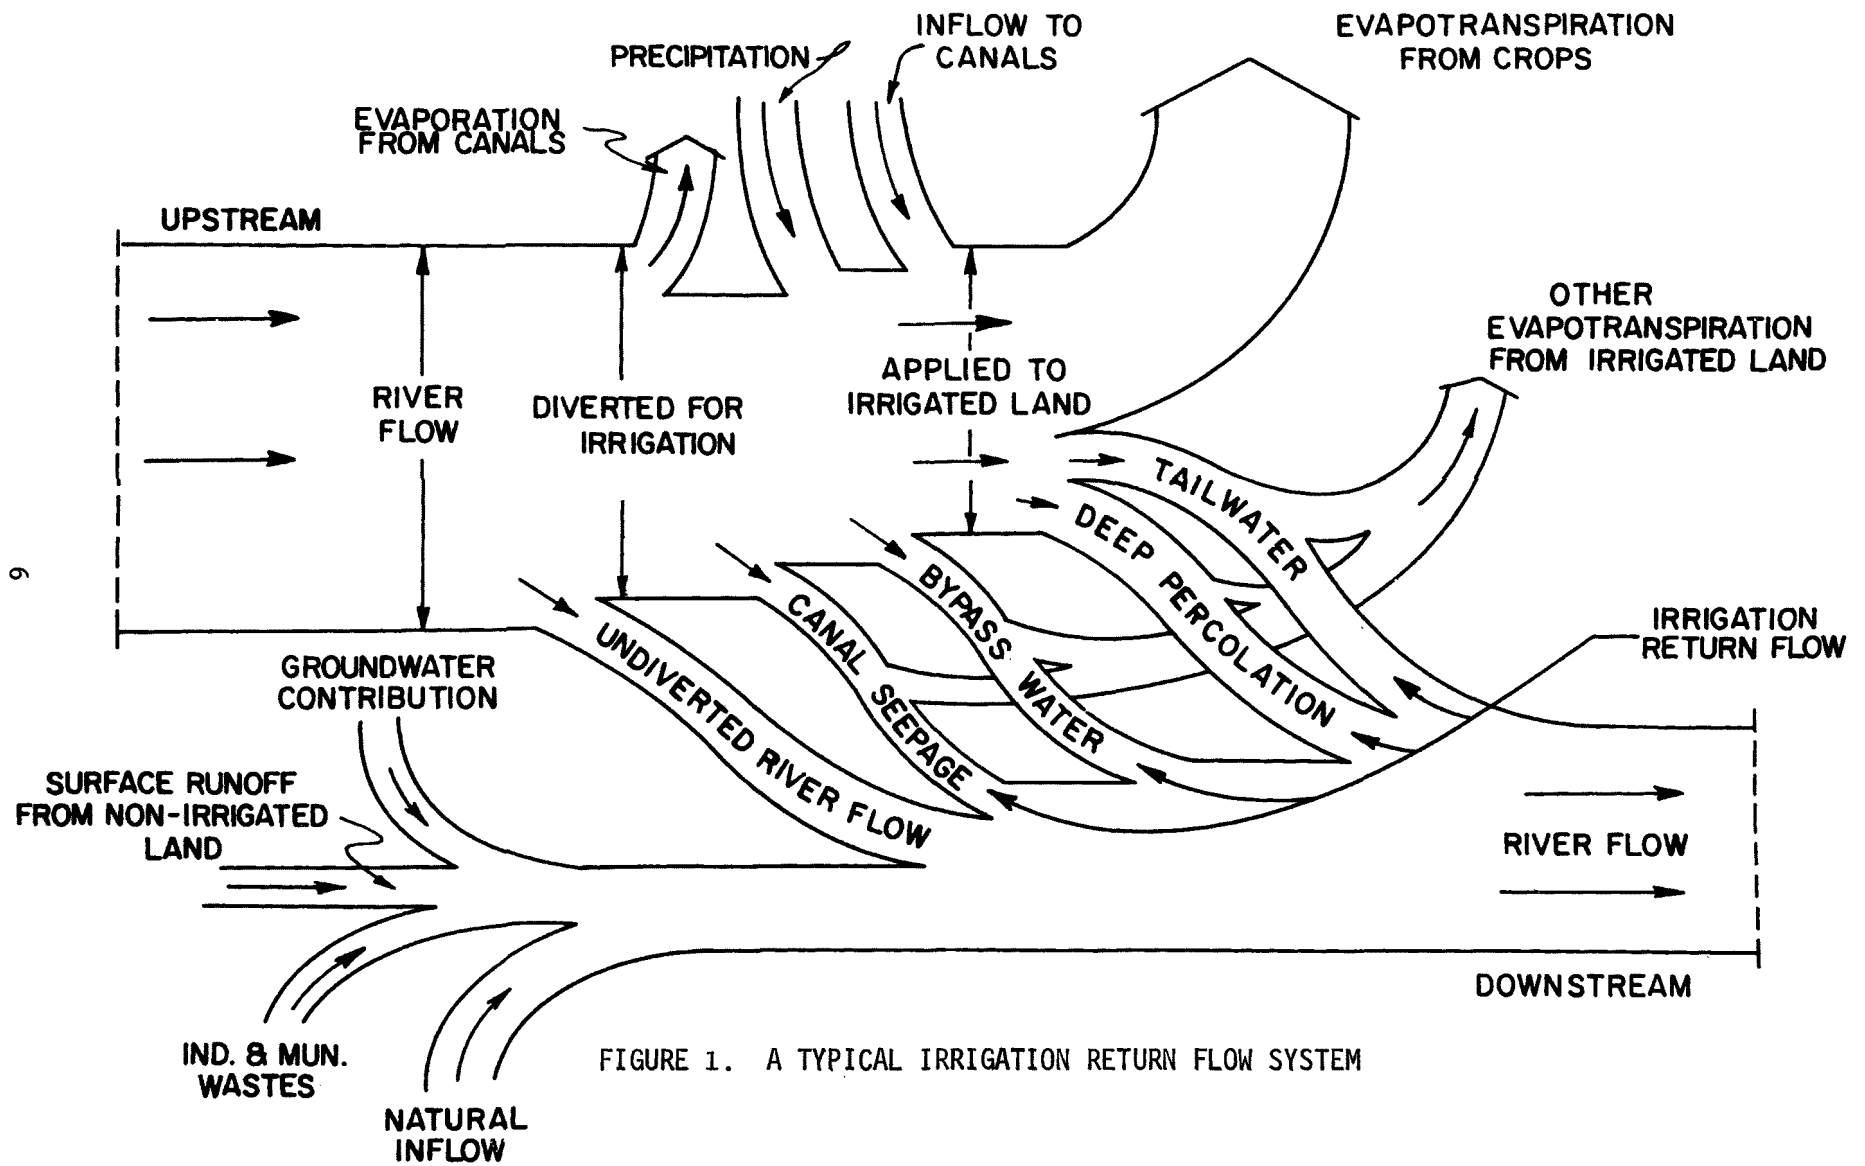 PRECIPITATION
INFLOW TO
CANALS
EVAPOTRANSPIRATION
FROM CROPS
EVAPORATION
FROM CANALS
UPSTREAM
OTHER
EVAPOTRANSPIRATION
FROM IRRIGATED LAND
RIVER
FLOW
DIVERTED FOR
IRRIGATION
APPLIED TO
IRRIGATED LAND
TAILWATER
DEEP PERCOLATION
BYPASS WATER
CANAL SEEPAGE
UNDIVERTED RIVER FLOW
IRRIGATION
RETURN FLOW
GROUNDWATER
CONTRIBUTION
SURFACE RUNOFF
FROM NON-IRRIGATED
LAND
RIVER FLOW
DOWNSTREAM
IND. & MUN.
WASTES
NATURAL
INFLOW
FIGURE 1. A TYPICAL IRRIGATION RETURN FLOW SYSTEM